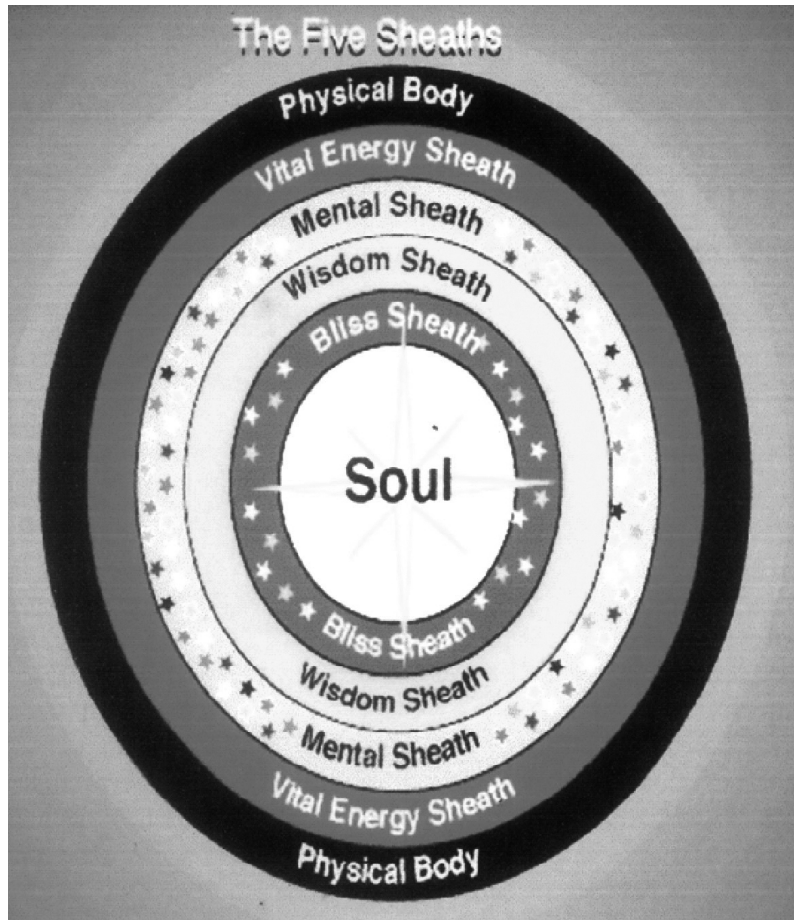 The Five Sheaths
Physical Body
Vital Energy Sheath
Mental Sheath
Wisdom Sheath
Bliss Sheath
Soul
Bliss Sheath
Wisdom Sheath
Mental Sheath
Vital Energy Sheath
Physical Body